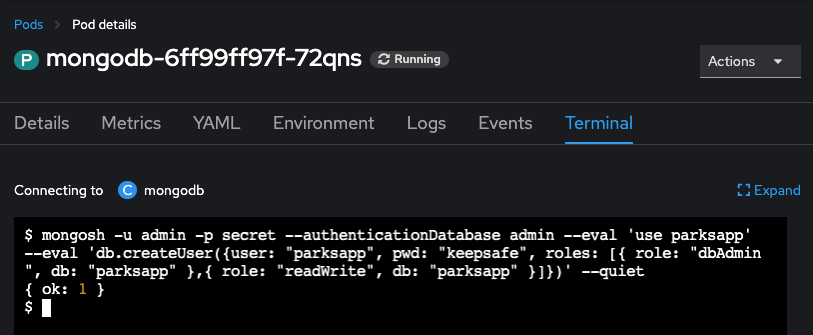 Pods > Pod details
P mongodb-6ff99ff97f-72qns Running
Actions
Details Metrics YAML Environment Logs Events Terminal
Connecting to C mongodb
Expand
$ mongosh -u admin -p secret --authenticationDatabase admin --eval 'use parksapp'
--eval 'db.createUser({user: "parksapp", pwd: "keepsafe", roles: [{ role: "dbAdmin
", db: "parksapp" },{ role: "readWrite", db: "parksapp" }]})' --quiet
{ ok: 1 }
$